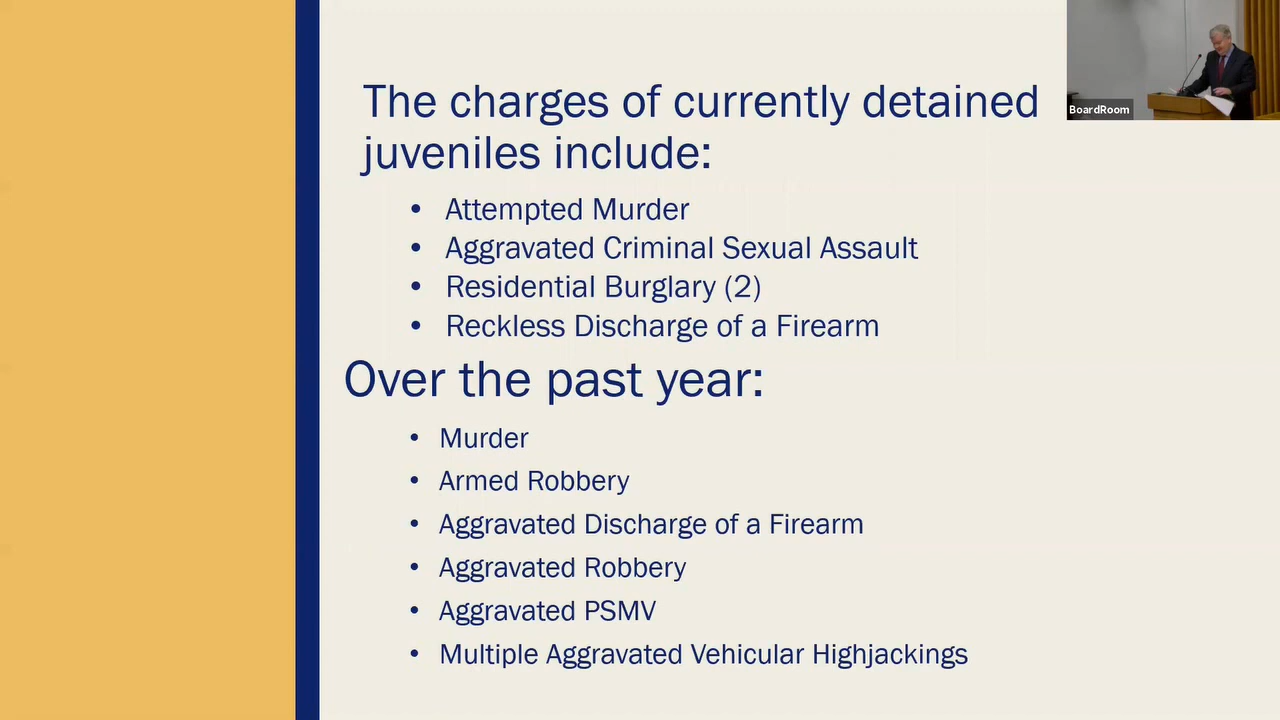 The charges of currently detained
juveniles include:
• Attempted Murder
• Aggravated Criminal Sexual Assault
• Residential Burglary (2)
• Reckless Discharge of a Firearm
Over the past year:
• Murder
• Armed Robbery
• Aggravated Discharge of a Firearm
• Aggravated Robbery
• Aggravated PSMV
• Multiple Aggravated Vehicular Highjackings
BoardRoom